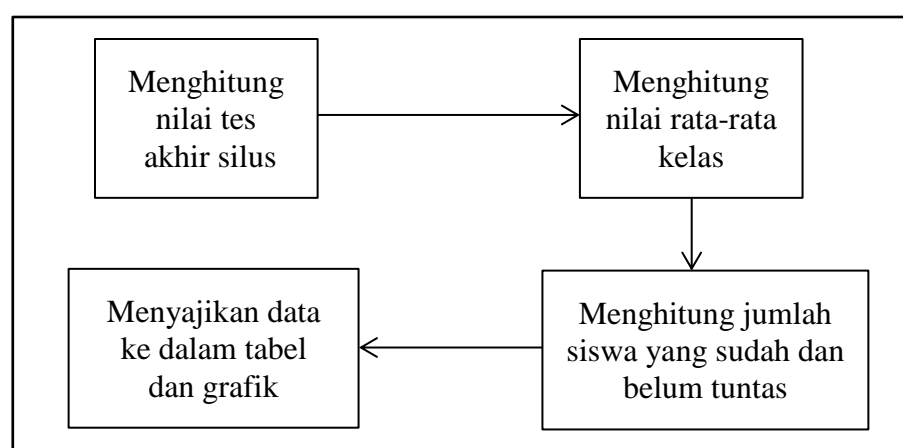 Menghitung
nilai tes
akhir silus
Menghitung
nilai rata-rata
kelas
Menghitung jumlah
siswa yang sudah dan
belum tuntas
Menyajikan data
ke dalam tabel
dan grafik